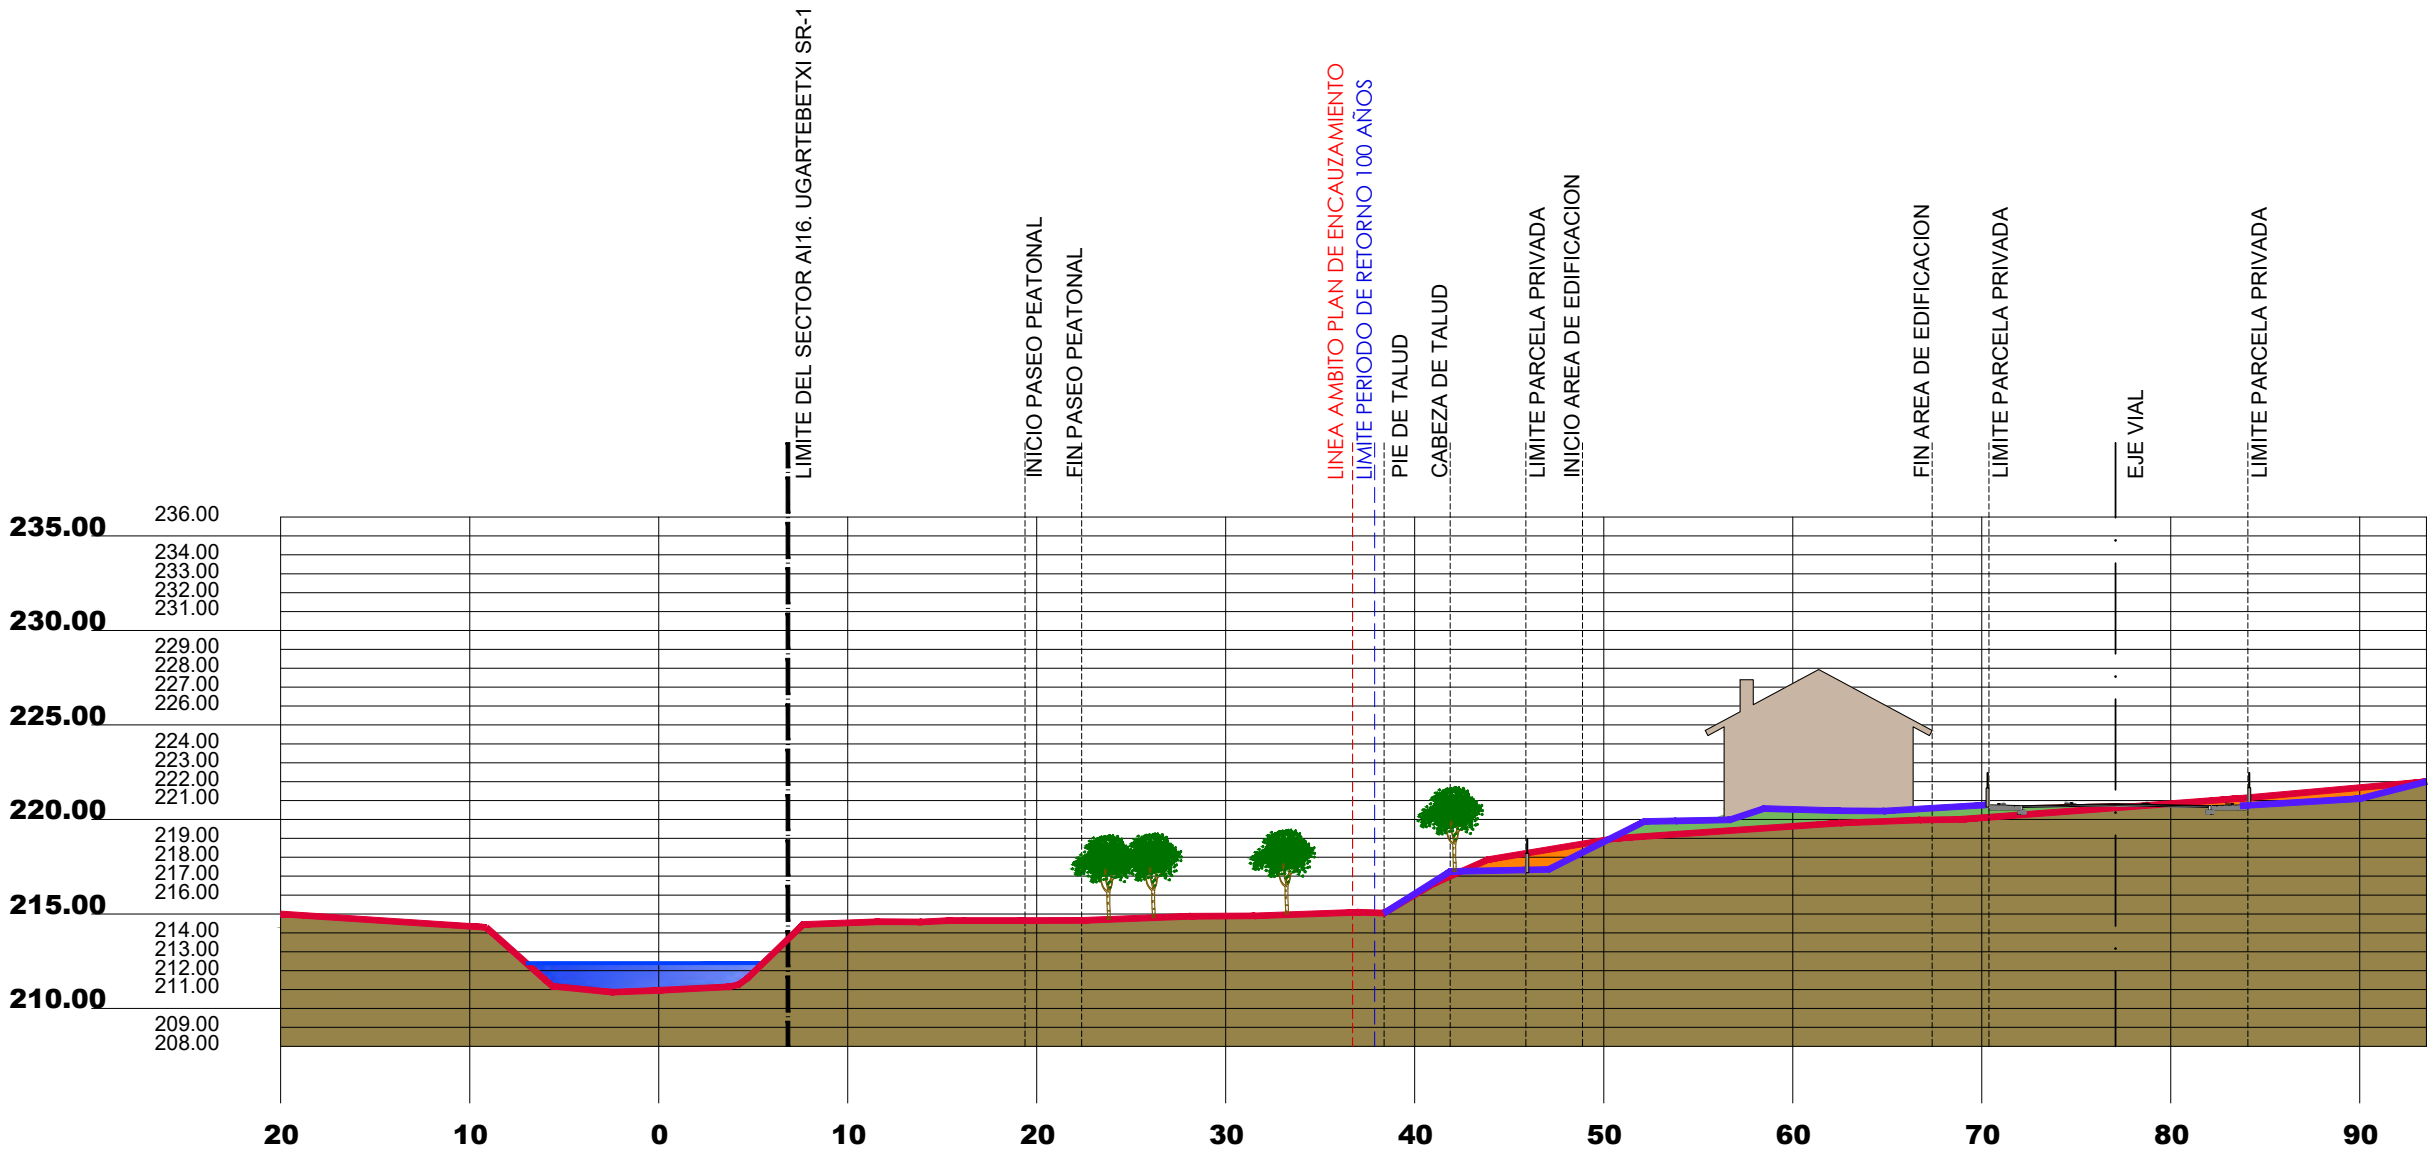 LIMITE DEL SECTOR AI16. UGARTEBETXI SR-1
INICIO PASEO PEATONAL
FIN PASEO PEATONAL
LINEA AMBITO PLAN DE ENCAUZAMIENTO
LIMITE PERIODO DE RETORNO 100 AÑOS
PIE DE TALUD
CABEZA DE TALUD
LIMITE PARCELA PRIVADA
INICIO AREA DE EDIFICACION
FIN AREA DE EDIFICACION
LIMITE PARCELA PRIVADA
EJE VIAL
LIMITE PARCELA PRIVADA
236.00
235.00
234.00
233.00
232.00
231.00
230.00
229.00
228.00
227.00
226.00
225.00
224.00
223.00
222.00
221.00
220.00
219.00
218.00
217.00
216.00
215.00
214.00
213.00
212.00
211.00
210.00
209.00
208.00
20 10 0 10 20 30 40 50 60 70 80 90